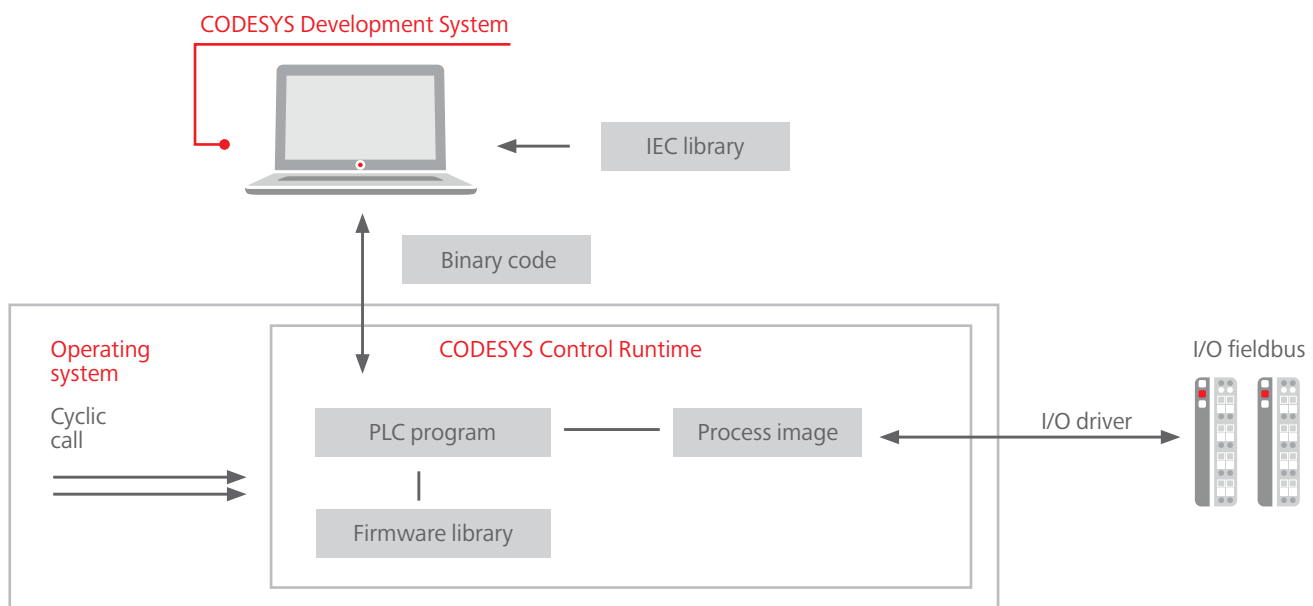 CODESYS Development System
IEC library
Binary code
Operating
system
Cyclic
call
CODESYS Control Runtime
PLC program
Process image
Firmware library
I/O driver
I/O fieldbus